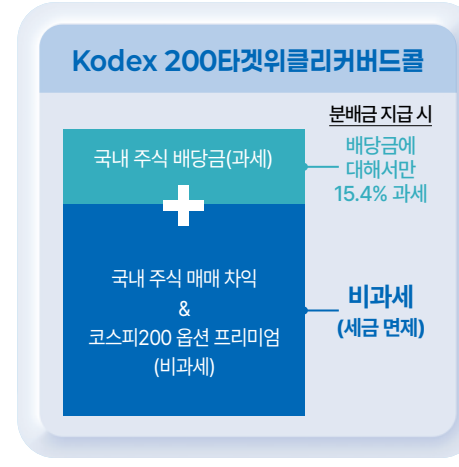 Kodex 200타겟위클리커버드콜
분배금 지급 시
국내 주식 배당금(과세)
배당금에
대해서만
15.4% 과세
국내 주식 매매 차익
&
코스피200 옵션 프리미엄
(비과세)
비과세
(세금 면제)